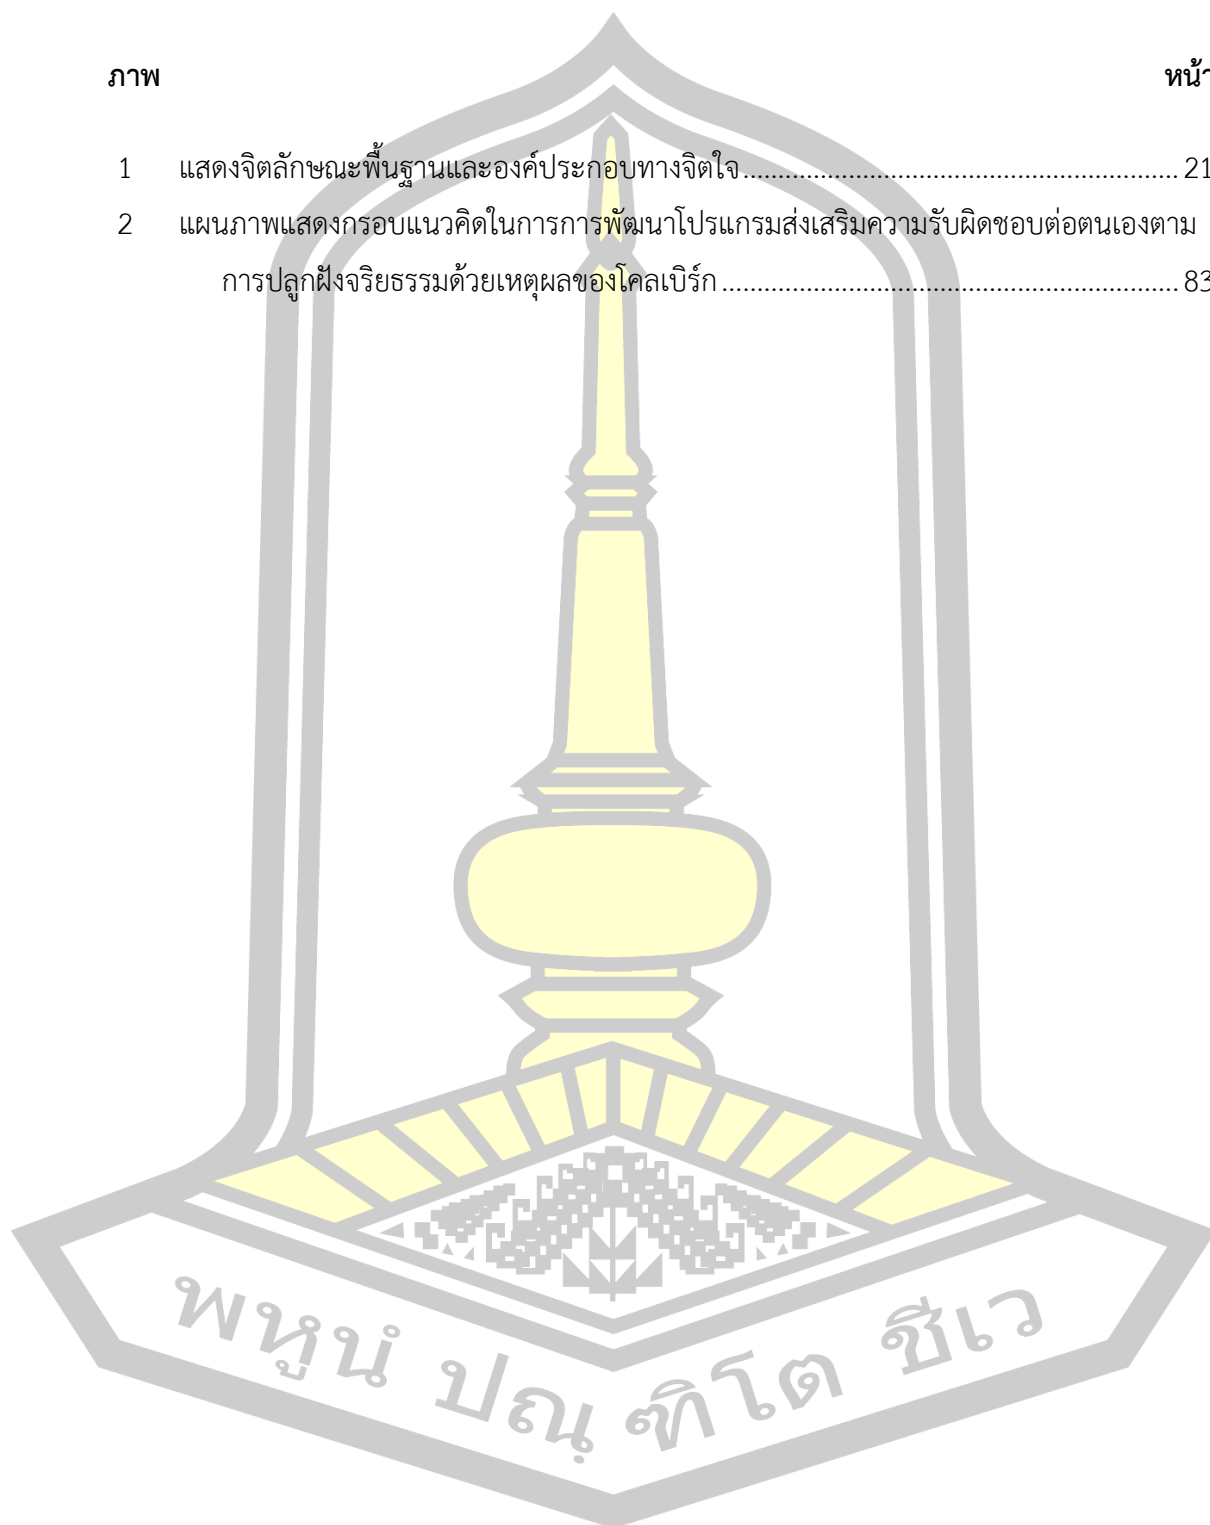 ภาพ หน้า
1 แสดงจิตลักษณะพื้นฐานและองค์ประกอบทางจิตใจ 21
2 แผนภาพแสดงกรอบแนวคิดในการการพัฒนาโปรแกรมส่งเสริมความรับผิดชอบต่อตนเองตาม
การปลูกฝังจริยธรรมด้วยเหตุผลของโคลเบิร์ก 83
พหูนํ ปณฺฑิโต ชีเว